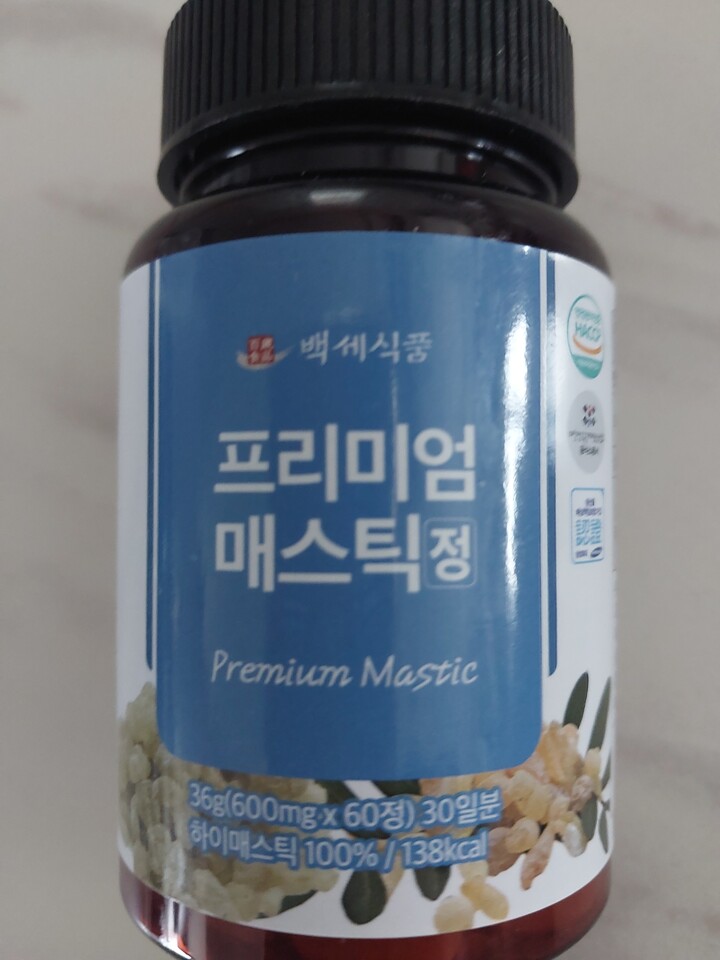 백세식품
HACCP
프리미엄
매스틱정
Premium Mastic
36g(600mg x 60정) 30일분
하이매스틱 100% / 138kcal